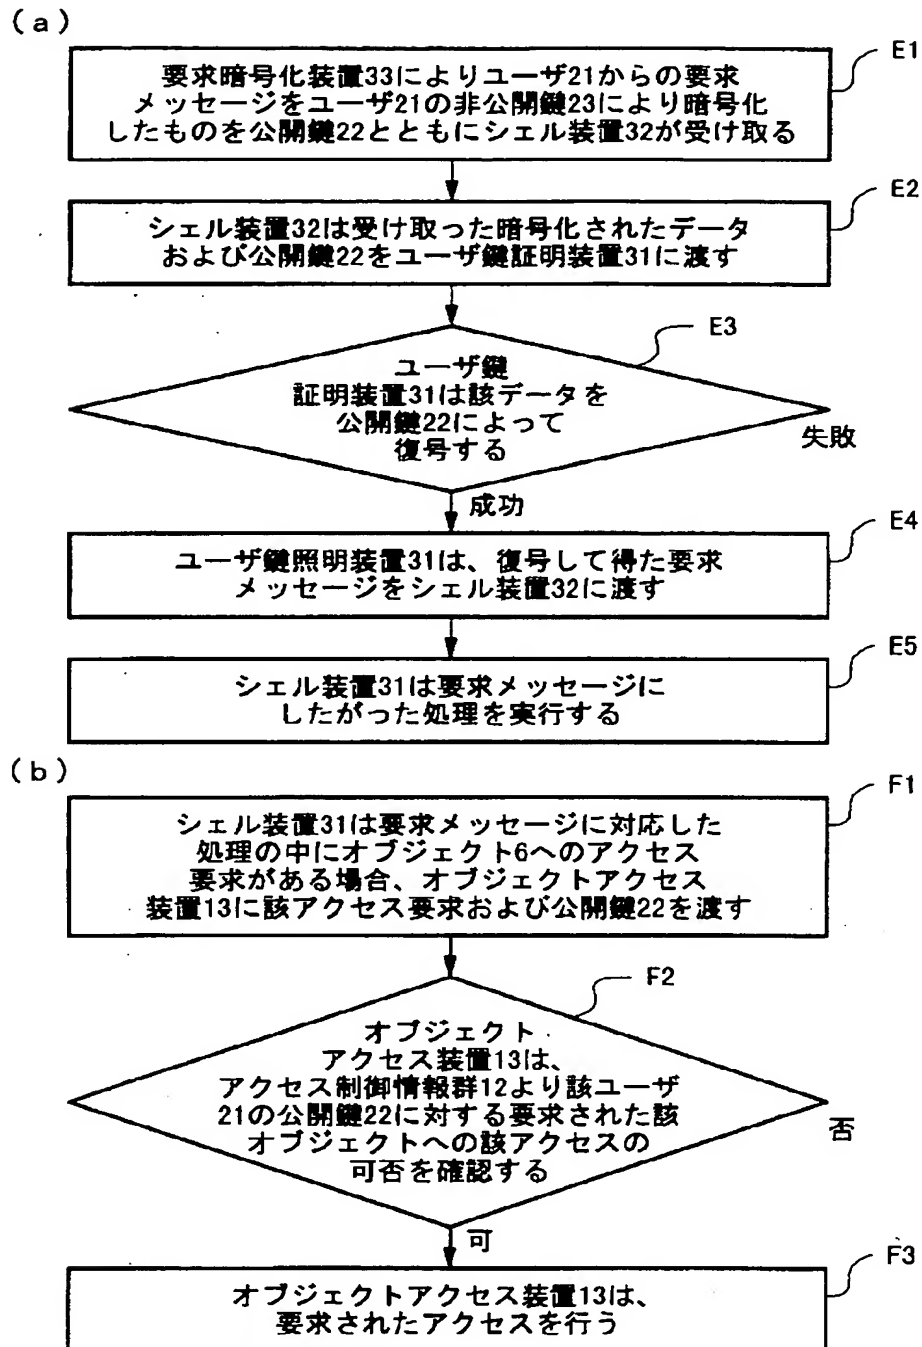 (a)
E1
要求暗号化装置33によりユーザ21からの要求
メッセージをユーザ21の非公開鍵23により暗号化
したものを公開鍵22とともにシェル装置32が受け取る
E2
シェル装置32は受け取った暗号化されたデータ
および公開鍵22をユーザ鍵証明装置31に渡す
E3
ユーザ鍵
証明装置31は該データを
公開鍵22によって
復号する
失敗
成功
E4
ユーザ鍵照明装置31は、復号して得た要求
メッセージをシェル装置32に渡す
E5
シェル装置31は要求メッセージに
したがった処理を実行する
(b)
F1
シェル装置31は要求メッセージに対応した
処理の中にオブジェクト6へのアクセス
要求がある場合、オブジェクトアクセス
装置13に該アクセス要求および公開鍵22を渡す
F2
オブジェクト
アクセス装置13は、
アクセス制御情報群12より該ユーザ
21の公開鍵22に対する要求された該
オブジェクトへの該アクセスの
可否を確認する
否
可
F3
オブジェクトアクセス装置13は、
要求されたアクセスを行う